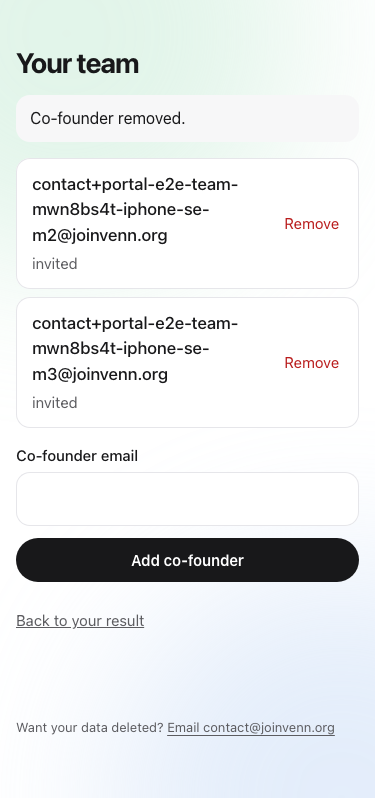 Your team
Co-founder removed.
contact+portal-e2e-team-
mwn8bs4t-iphone-se-
m2@joinvenn.org
Remove
invited
contact+portal-e2e-team-
mwn8bs4t-iphone-se-
m3@joinvenn.org
Remove
invited
Co-founder email
Add co-founder
Back to your result
Want your data deleted? Email contact@joinvenn.org